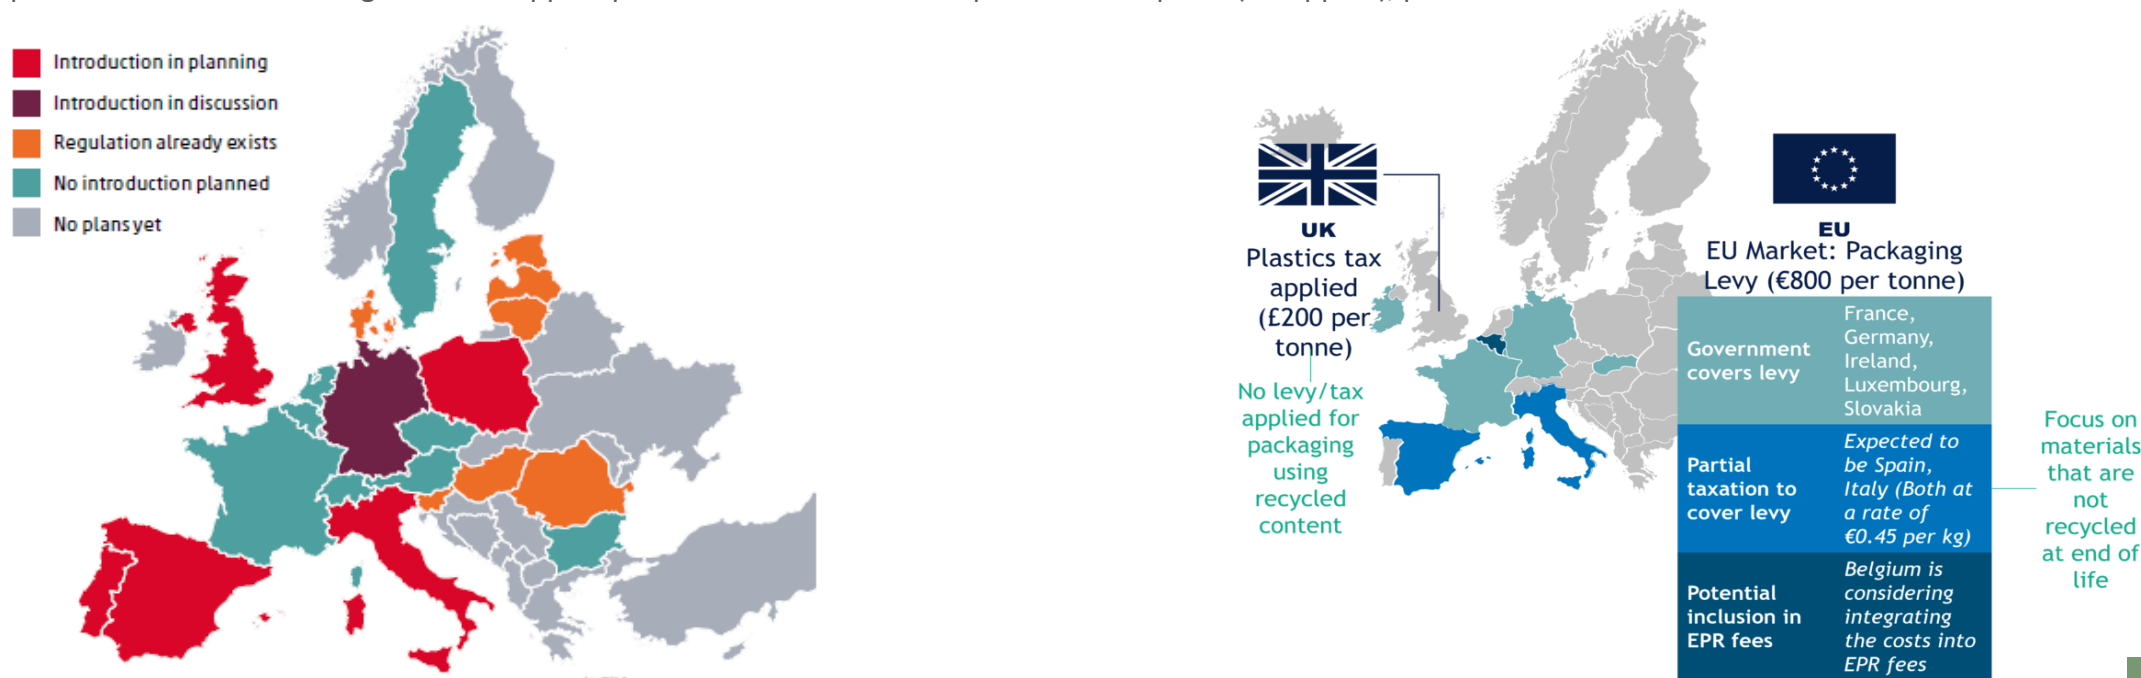 Introduction in planning
Introduction in discussion
Regulation already exists
No introduction planned
No plans yet
UK
Plastics tax
applied
(£200 per
tonne)
No levy/tax
applied for
packaging
using
recycled
content
EU
EU Market: Packaging
Levy (€800 per tonne)
Government
covers levy
France,
Germany,
Ireland,
Luxembourg,
Slovakia
Partial
taxation to
cover levy
Expected to
be Spain,
Italy (Both at
a rate of
€0.45 per kg)
Potential
inclusion in
EPR fees
Belgium is
considering
integrating
the costs into
EPR fees
Focus on
materials
that are
not
recycled
at end of
life